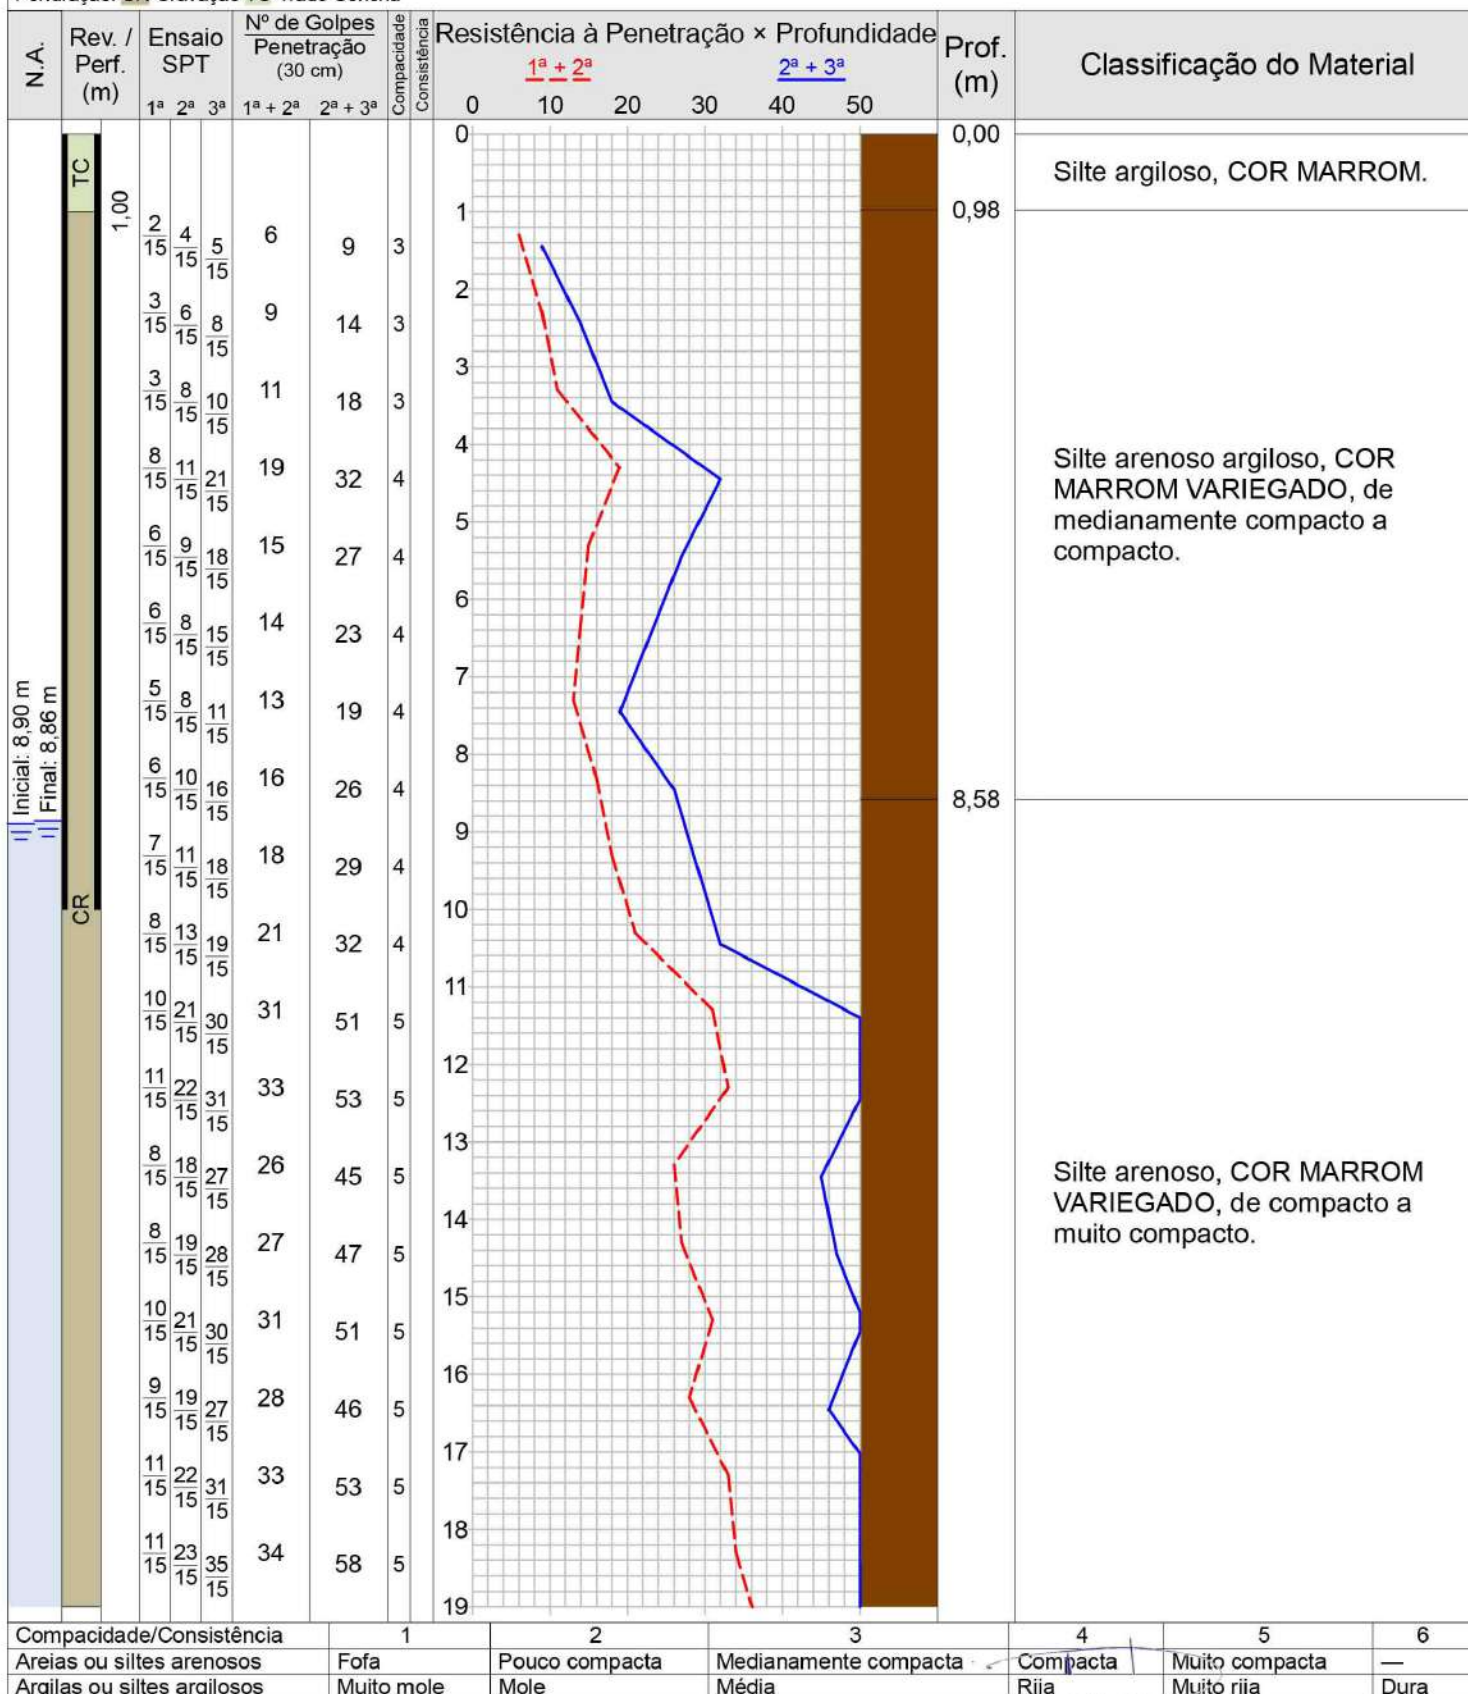 N.A.
Rev. / Perf. (m)
Ensaio SPT
1ª 2ª 3ª
Nº de Golpes
Penetração
(30 cm)
1ª + 2ª 2ª + 3ª
Compacidade
Consistência
Resistência à Penetração × Profundidade
1ª + 2ª 2ª + 3ª
0 10 20 30 40 50
Prof. (m)
Classificação do Material
TC
1,00
CR
Inicial: 8,90 m
Final: 8,86 m
2/15 4/15 5/15 6 9 3
3/15 6/15 8/15 9 14 3
3/15 8/15 10/15 11 18 3
8/15 11/15 21/15 19 32 4
6/15 9/15 18/15 15 27 4
6/15 8/15 15/15 14 23 4
5/15 8/15 11/15 13 19 4
6/15 10/15 16/15 16 26 4
7/15 11/15 18/15 18 29 4
8/15 13/15 19/15 21 32 4
10/15 21/15 30/15 31 51 5
11/15 22/15 31/15 33 53 5
8/15 18/15 27/15 26 45 5
8/15 19/15 28/15 27 47 5
10/15 21/15 30/15 31 51 5
9/15 19/15 27/15 28 46 5
11/15 22/15 31/15 33 53 5
11/15 23/15 35/15 34 58 5
0
1
2
3
4
5
6
7
8
9
10
11
12
13
14
15
16
17
18
19
0,00
Silte argiloso, COR MARROM.
0,98
Silte arenoso argiloso, COR
MARROM VARIEGADO, de
medianamente compacto a
compacto.
8,58
Silte arenoso, COR MARROM
VARIEGADO, de compacto a
muito compacto.
Compacidade/Consistência 1 2 3 4 5 6
Areias ou siltes arenosos Fofa Pouco compacta Medianamente compacta Compacta Muito compacta —
Argilas ou siltes argilosos Muito mole Mole Média Rija Muito rija Dura